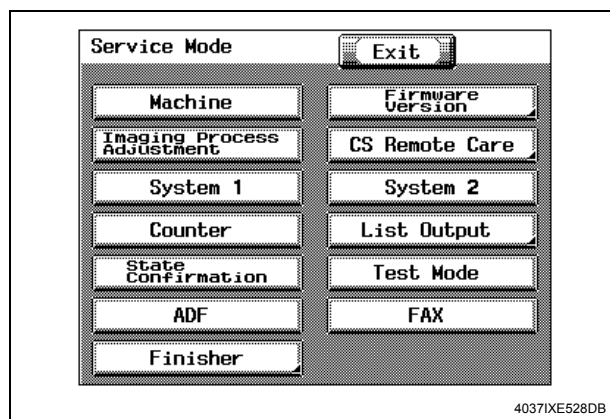 Service Mode
Exit
Machine
Firmware
Version
Imaging Process
Adjustment
CS Remote Care
System 1
System 2
Counter
List Output
State
Confirmation
Test Mode
ADF
FAX
Finisher
4037IXE528DB